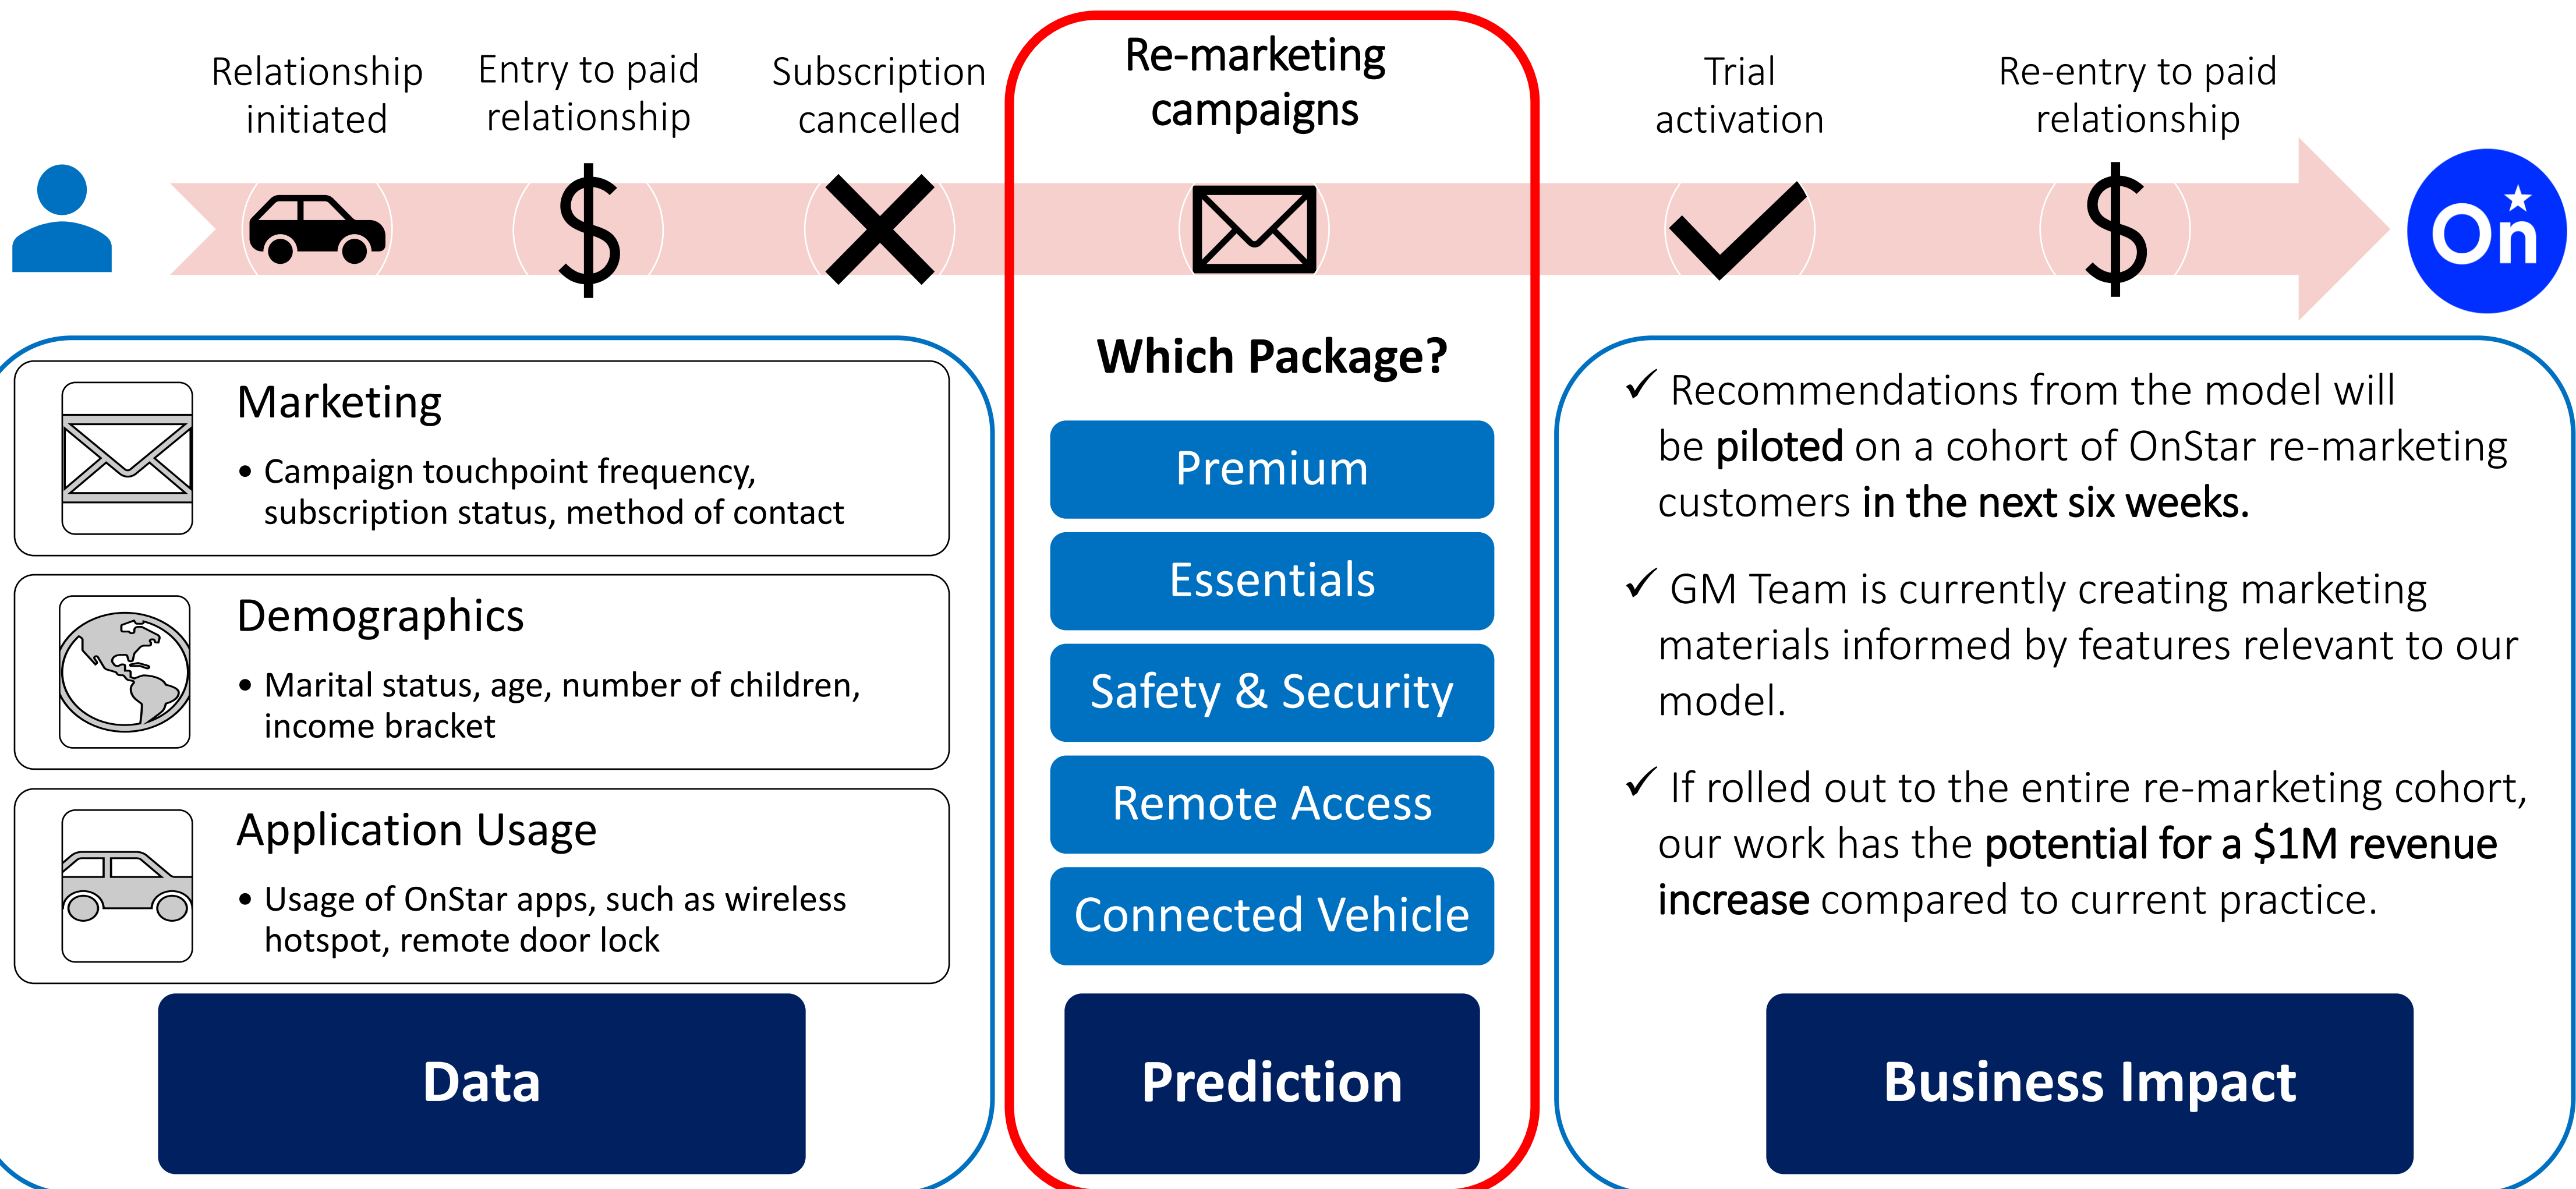 Relationship
initiated
Entry to paid
relationship
Subscription
cancelled
Re-marketing
campaigns
Trial
activation
Re-entry to paid
relationship
On
Marketing
• Campaign touchpoint frequency,
subscription status, method of contact
Demographics
• Marital status, age, number of children,
income bracket
Application Usage
• Usage of OnStar apps, such as wireless
hotspot, remote door lock
Data
Which Package?
Premium
Essentials
Safety & Security
Remote Access
Connected Vehicle
Prediction
✓ Recommendations from the model will
be piloted on a cohort of OnStar re-marketing
customers in the next six weeks.
✓ GM Team is currently creating marketing
materials informed by features relevant to our
model.
✓ If rolled out to the entire re-marketing cohort,
our work has the potential for a $1M revenue
increase compared to current practice.
Business Impact